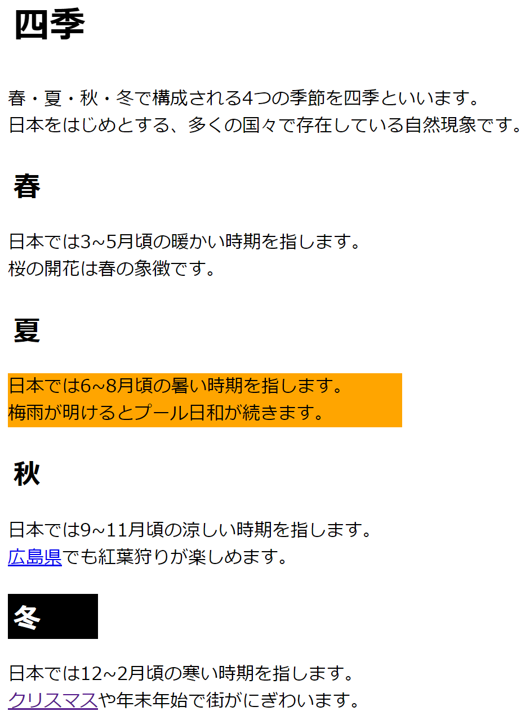 四季
春・夏・秋・冬で構成される4つの季節を四季といいます。
日本をはじめとする、多くの国々で存在している自然現象です。
春
日本では3~5月頃の暖かい時期を指します。
桜の開花は春の象徴です。
夏
日本では6~8月頃の暑い時期を指します。
梅雨が明けるとプール日和が続きます。
秋
日本では9~11月頃の涼しい時期を指します。
広島県でも紅葉狩りが楽しめます。
冬
日本では12~2月頃の寒い時期を指します。
クリスマスや年末年始で街がにぎわいます。